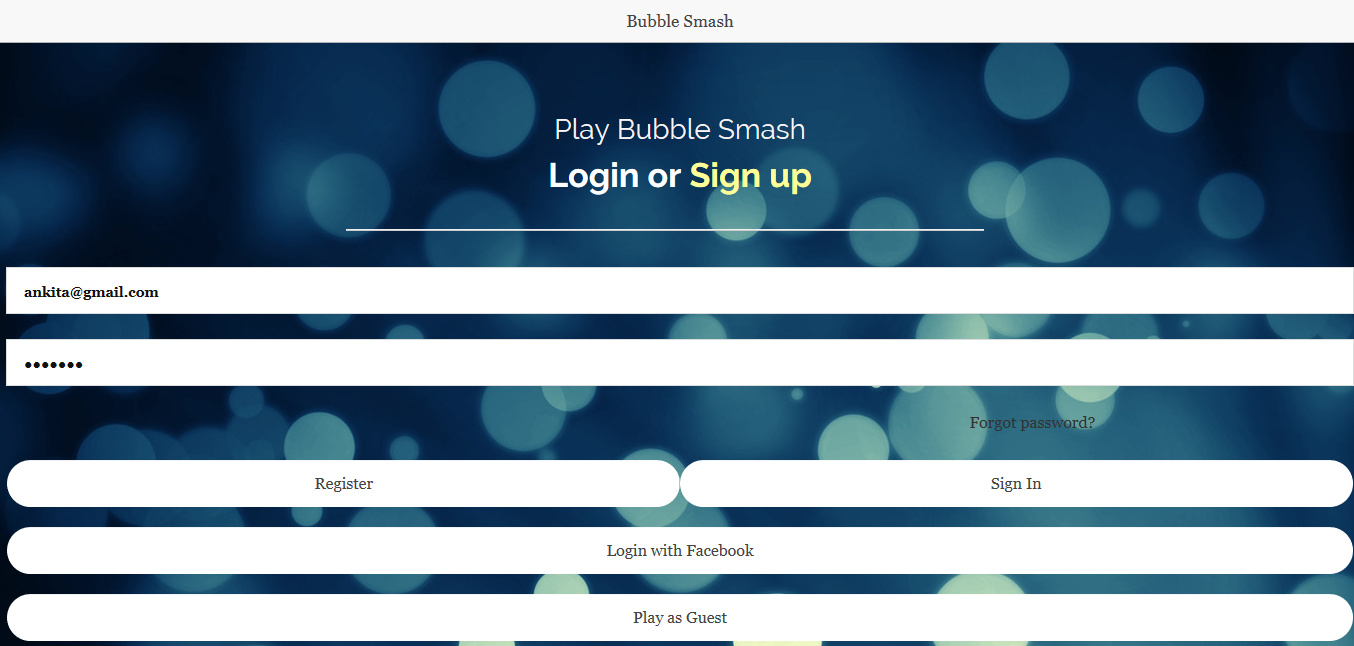 Bubble Smash
Play Bubble Smash
Login or Sign up
ankita@gmail.com
•••••••
Forgot password?
Register
Sign In
Login with Facebook
Play as Guest